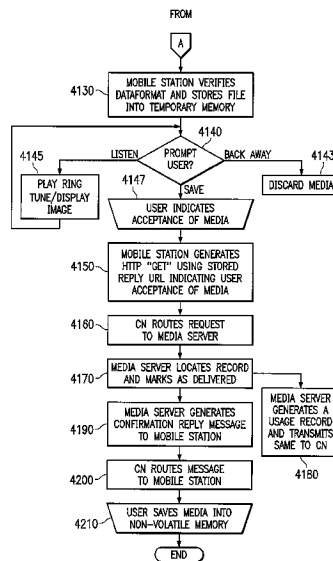 FROM
A
4130
MOBILE STATION VERIFIES
DATAFORMAT AND STORES FILE
INTO TEMPORARY MEMORY
4140
4145
LISTEN
PROMPT
USER?
BACK AWAY
4143
PLAY RING
TUNE/DISPLAY
IMAGE
4147
SAVE
DISCARD MEDIA
USER INDICATES
ACCEPTANCE OF MEDIA
4150
MOBILE STATION GENERATES
HTTP "GET" USING STORED
REPLY URL INDICATING USER
ACCEPTANCE OF MEDIA
4160
CN ROUTES REQUEST
TO MEDIA SERVER
4170
MEDIA SERVER LOCATES RECORD
AND MARKS AS DELIVERED
MEDIA SERVER
GENERATES A
USAGE RECORD
AND TRANSMITS
SAME TO CN
4180
4190
MEDIA SERVER GENERATES
CONFIRMATION REPLY MESSAGE
TO MOBILE STATION
4200
CN ROUTES MESSAGE
TO MOBILE STATION
4210
USER SAVES MEDIA INTO
NON-VOLATILE MEMORY
END